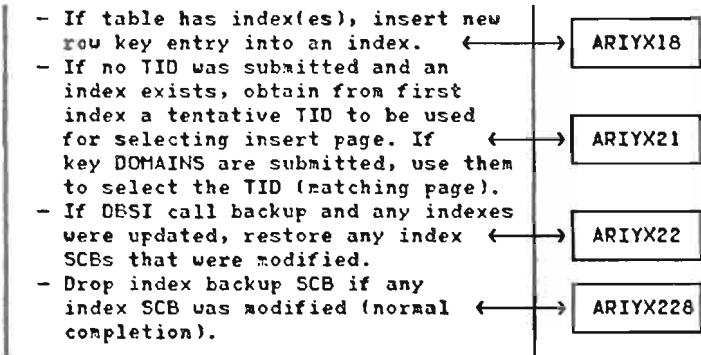 - If table has index(es), insert new
row key entry into an index.
ARIYX18
- If no TID was submitted and an
index exists, obtain from first
index a tentative TID to be used
for selecting insert page. If
key DOMAINS are submitted, use them
to select the TID (matching page).
ARIYX21
- If DBSI call backup and any indexes
were updated, restore any index
SCBs that were modified.
ARIYX22
- Drop index backup SCB if any
index SCB was modified (normal
completion).
ARIYX228